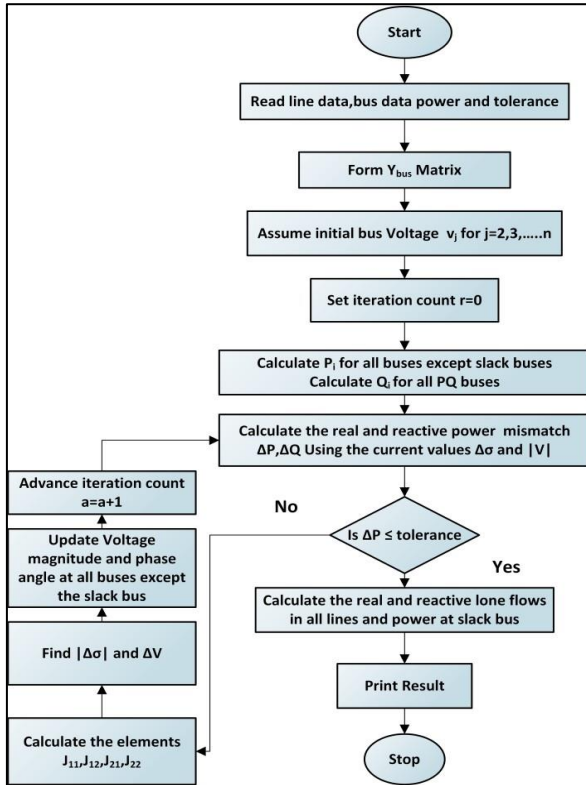 Start
Read line data,bus data power and tolerance
Form Ybus Matrix
Assume initial bus Voltage vj for j=2,3,.....n
Set iteration count r=0
Calculate Pi for all buses except slack buses
Calculate Qi for all PQ buses
Calculate the real and reactive power mismatch
ΔP,ΔQ Using the current values Δσ and |V|
Is ΔP ≤ tolerance
No
Yes
Calculate the elements
J11,J12,J21,J22
Find |Δσ| and ΔV
Update Voltage
magnitude and phase
angle at all buses except
the slack bus
Advance iteration count
a=a+1
Calculate the real and reactive lone flows
in all lines and power at slack bus
Print Result
Stop